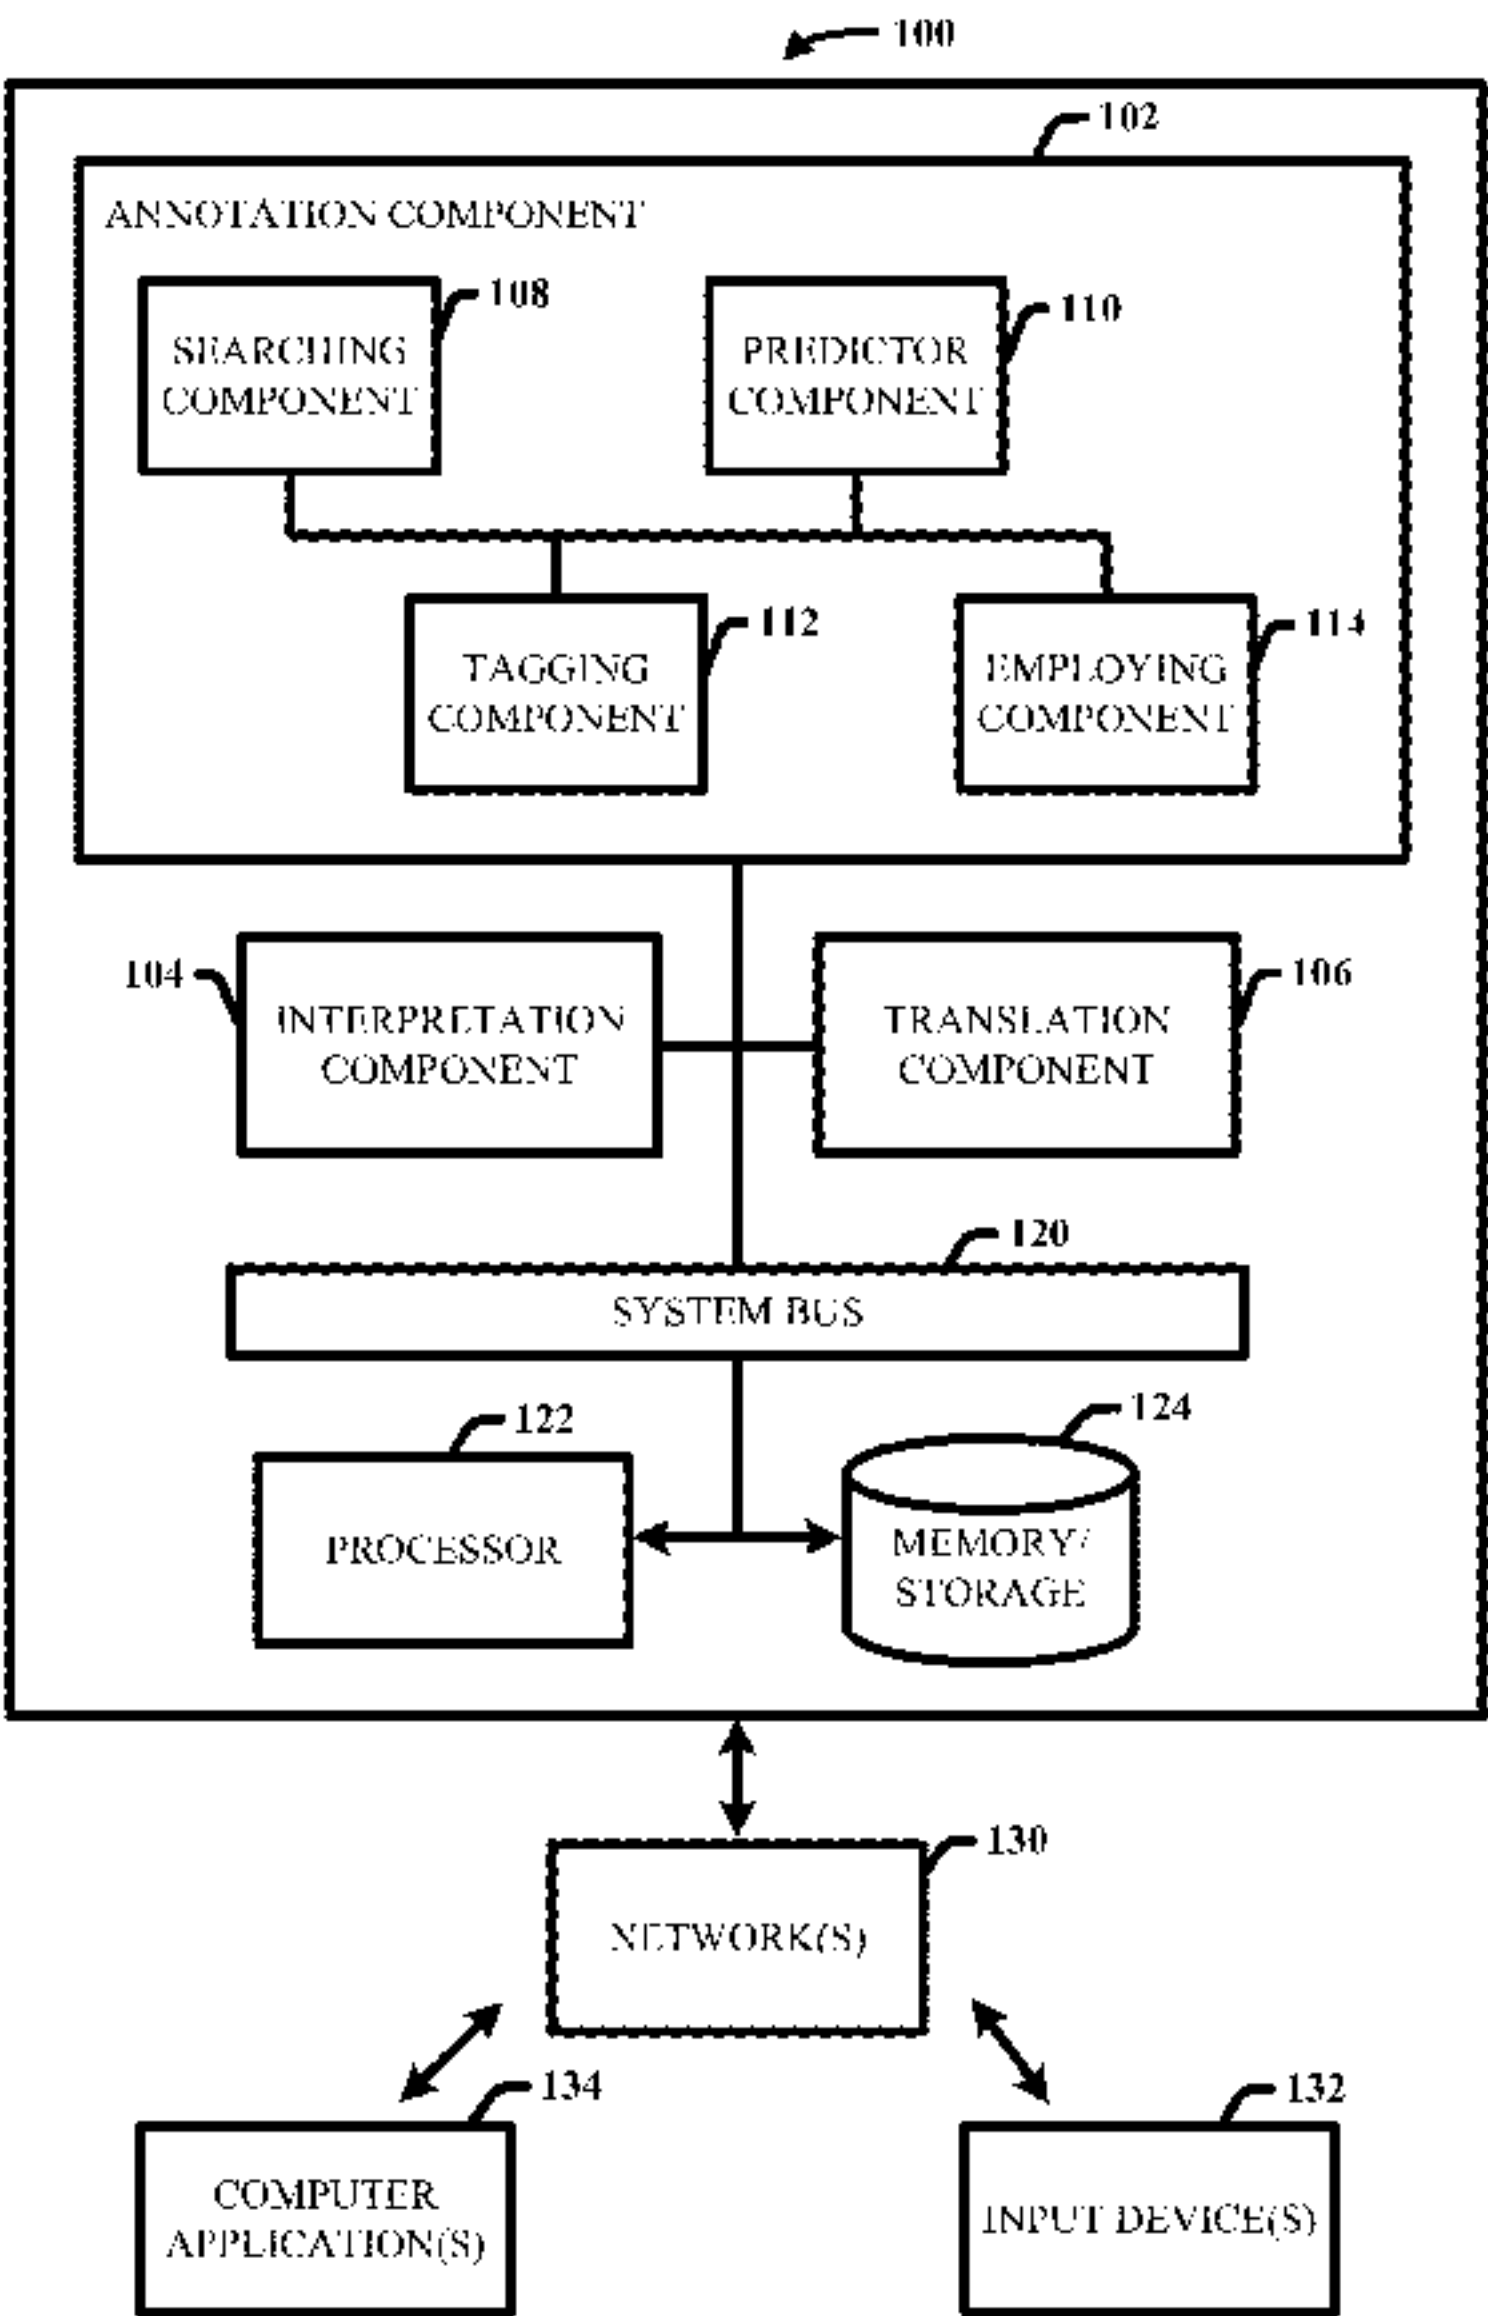 100
102
ANNOTATION COMPONENT
108
110
SEARCHING
COMPONENT
PREDICTOR
COMPONENT
112
114
TAGGING
COMPONENT
EMPLOYING
COMPONENT
104
106
INTERPRETATION
COMPONENT
TRANSLATION
COMPONENT
120
SYSTEM BUS
122
124
PROCESSOR
MEMORY/
STORAGE
130
NETWORK(S)
134
132
COMPUTER
APPLICATION(S)
INPUT DEVICE(S)